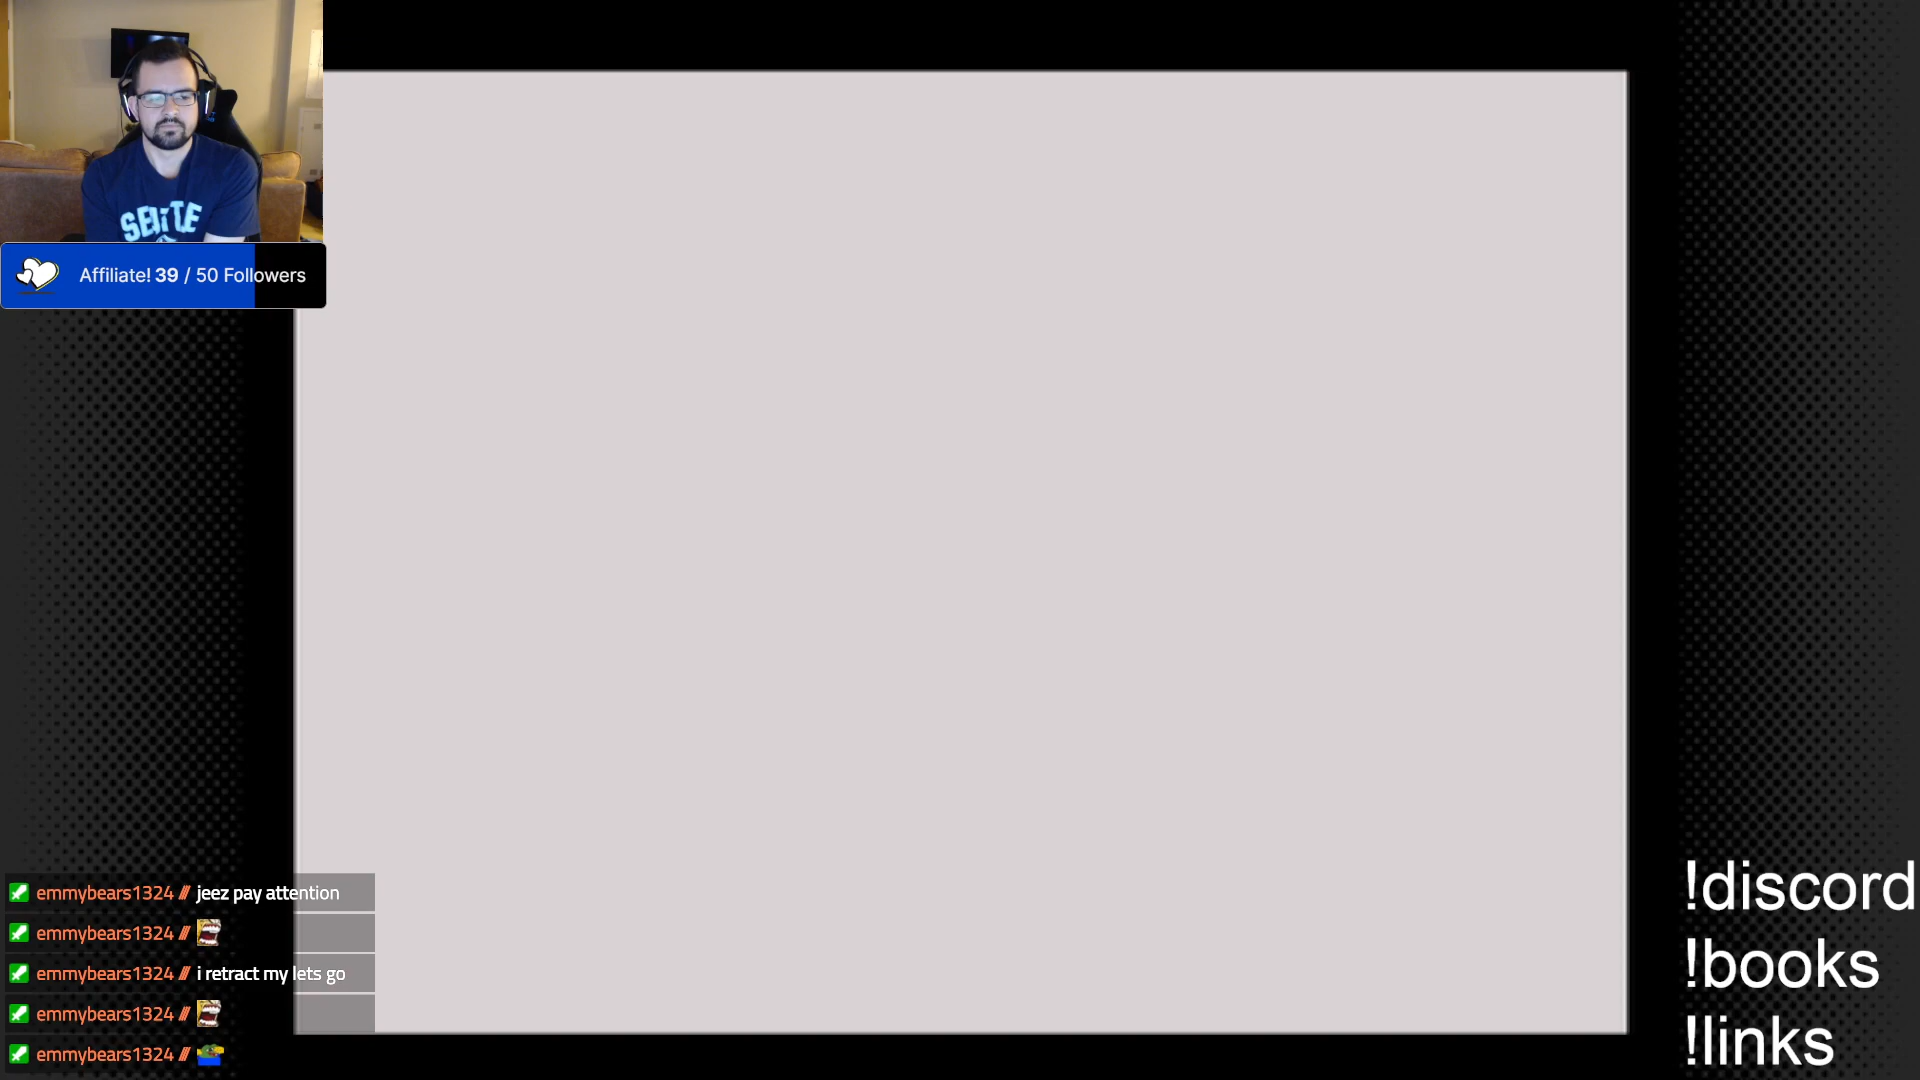 SEATTLE
Affiliate! 39 / 50 Followers
emmybears1324 /// jeez pay attention
emmybears1324 ///
emmybears1324 /// i retract my lets go
emmybears1324 ///
emmybears1324 ///
!discord
!books
!links